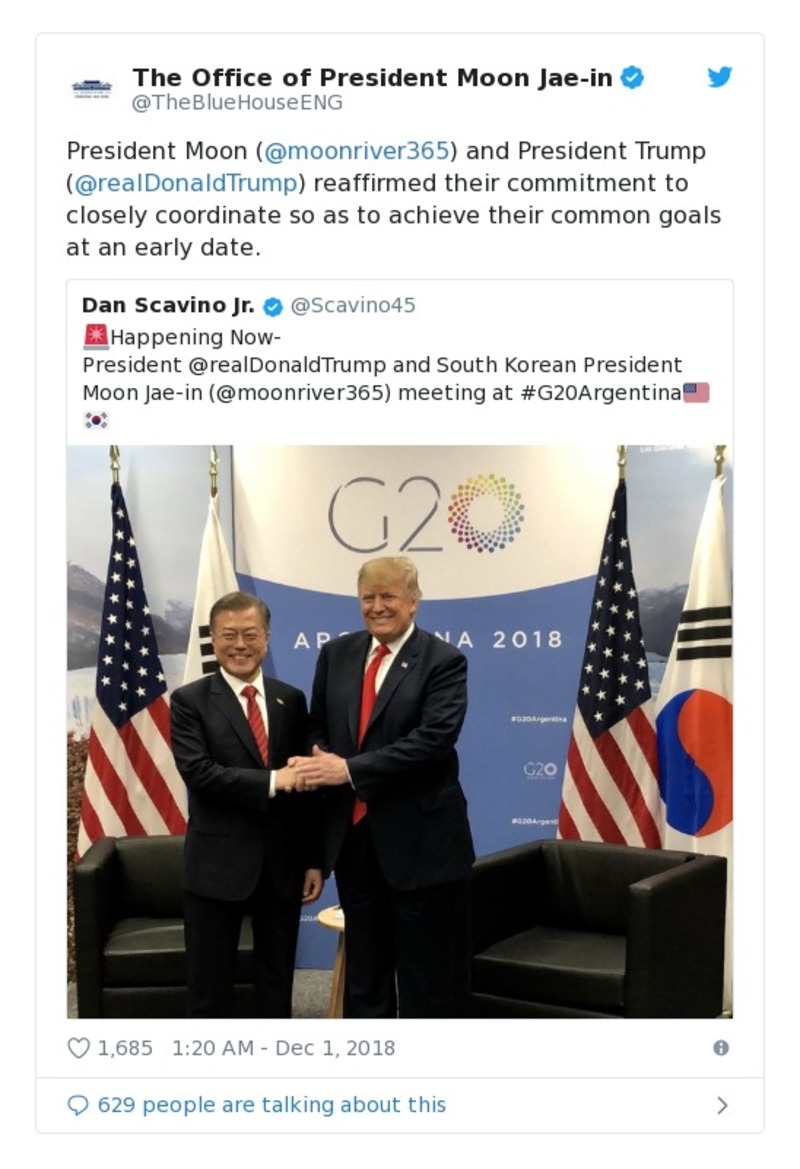 The Office of President Moon Jae-in
@TheBlueHouseENG
President Moon (@moonriver365) and President Trump
(@realDonaldTrump) reaffirmed their commitment to
closely coordinate so as to achieve their common goals
at an early date.
Dan Scavino Jr. @Scavino45
🚨Happening Now-
President @realDonaldTrump and South Korean President
Moon Jae-in (@moonriver365) meeting at #G20Argentina🇺🇸
🇰🇷
G20
NA 2018
#G20Argentina
G20
1,685 1:20 AM - Dec 1, 2018
629 people are talking about this